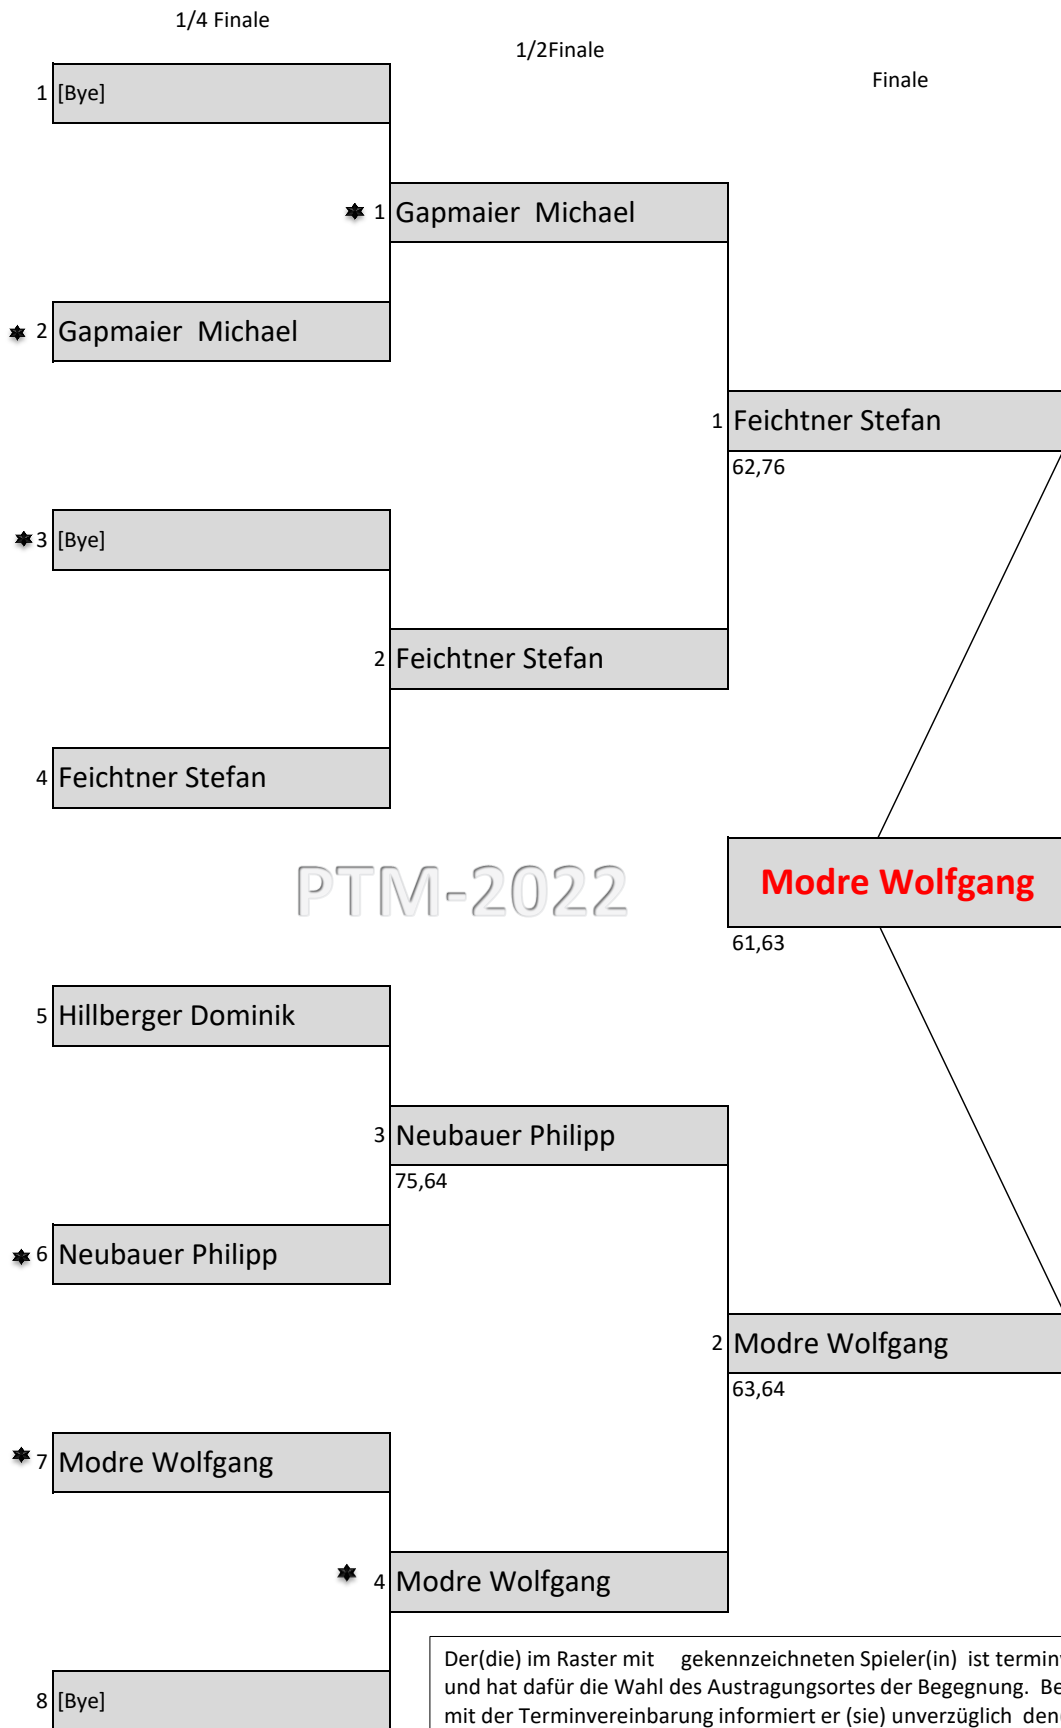 1/4 Finale
1/2Finale
Finale
1 [Bye]
1 Gapmaier  Michael
2 Gapmaier  Michael
1 Feichtner Stefan
62,76
3 [Bye]
2 Feichtner Stefan
4 Feichtner Stefan
PTM-2022
Modre Wolfgang
61,63
5 Hillberger Dominik
3 Neubauer Philipp
75,64
6 Neubauer Philipp
2 Modre Wolfgang
63,64
7 Modre Wolfgang
4 Modre Wolfgang
8 [Bye]
Der(die) im Raster mit    gekennzeichneten Spieler(in)  ist
und hat dafür die Wahl des Austragungsortes der Begegnung.
mit der Terminvereinbarung informiert er (sie) unverzüglich